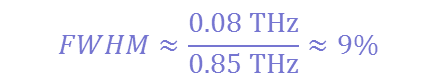 FWHM ≈ 0.08 THz / 0.85 THz ≈ 9%